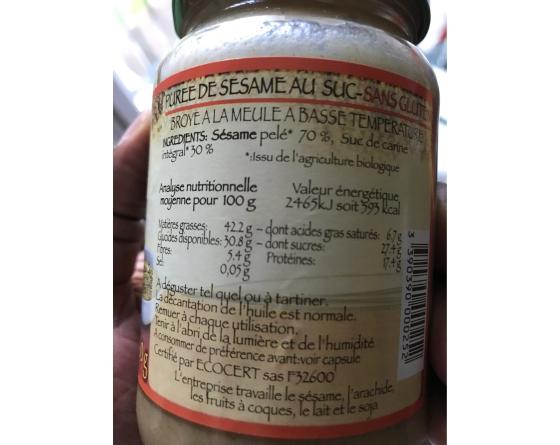 PUREE DE SESAME AU SUC-SANS GLUTEN
BROYE A LA MEULE A BASSE TEMPERATURE
INGREDIENTS: Sésame pelé* 70 %, Suc de canne
intégral* 30 %
*:Issu de l'agriculture biologique
Analyse nutritionnelle
moyenne pour 100 g
Valeur énergétique
2465kJ soit 593 kcal
Matières grasses: 42.2 g – dont acides gras saturés: 6.7 g
Glucides disponibles: 30.8 g – dont sucres: 27.4 g
Fibres: 5.4 g Protéines: 17.4 g
Sel: 0,05 g
A déguster tel quel ou à tartiner.
La décantation de l'huile est normale.
Remuer à chaque utilisation.
Tenir à l'abri de la lumière et de l'humidité
A consommer de préférence avant:voir capsule
Certifié par ECOCERT sas F32600
L'entreprise travaille le sésame, l'arachide,
les fruits à coques, le lait et le soja
3 390390 000252